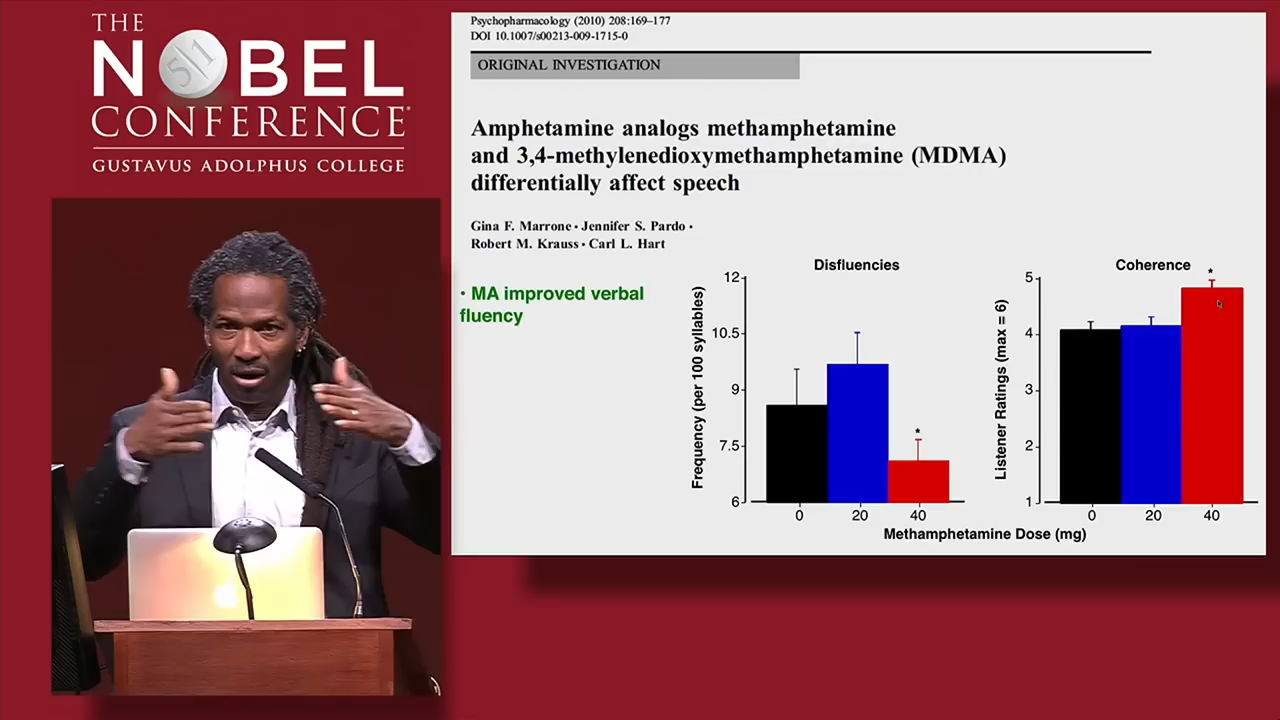 THE
NOBEL
CONFERENCE®
GUSTAVUS ADOLPHUS COLLEGE
51
Psychopharmacology (2010) 208:169–177
DOI 10.1007/s00213-009-1715-0
ORIGINAL INVESTIGATION
Amphetamine analogs methamphetamine
and 3,4-methylenedioxymethamphetamine (MDMA)
differentially affect speech
Gina F. Marrone · Jennifer S. Pardo ·
Robert M. Krauss · Carl L. Hart
· MA improved verbal
fluency
Disfluencies
Frequency (per 100 syllables)
12
10.5
9
7.5
6
*
0 20 40
Coherence
Listener Ratings (max = 6)
5
4
3
2
1
*
0 20 40
Methamphetamine Dose (mg)